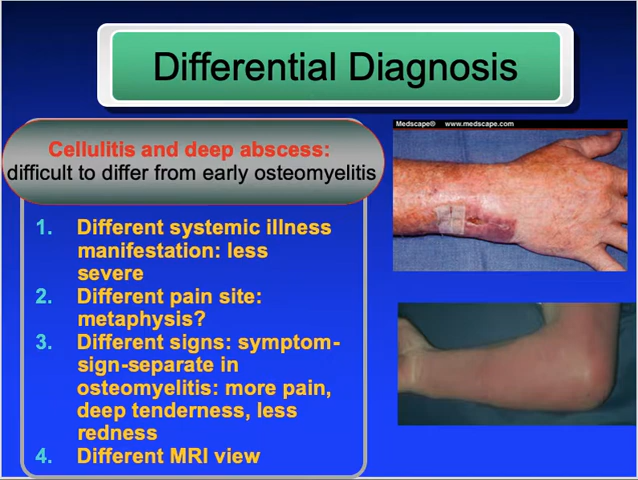 Differential Diagnosis
Cellulitis and deep abscess:
difficult to differ from early osteomyelitis
1. Different systemic illness
manifestation: less
severe
2. Different pain site:
metaphysis?
3. Different signs: symptom-
sign-separate in
osteomyelitis: more pain,
deep tenderness, less
redness
4. Different MRI view
Medscape® www.medscape.com